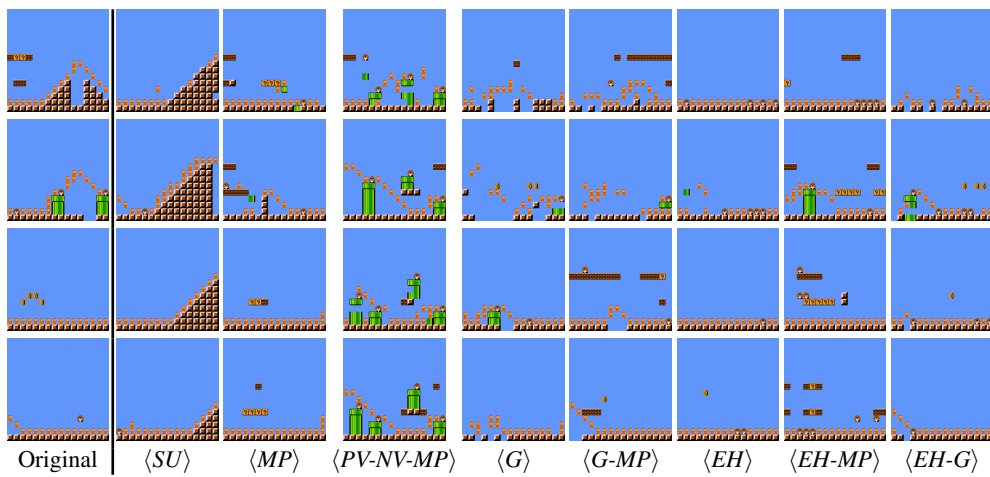 Original ⟨SU⟩ ⟨MP⟩ ⟨PV-NV-MP⟩ ⟨G⟩ ⟨G-MP⟩ ⟨EH⟩ ⟨EH-MP⟩ ⟨EH-G⟩